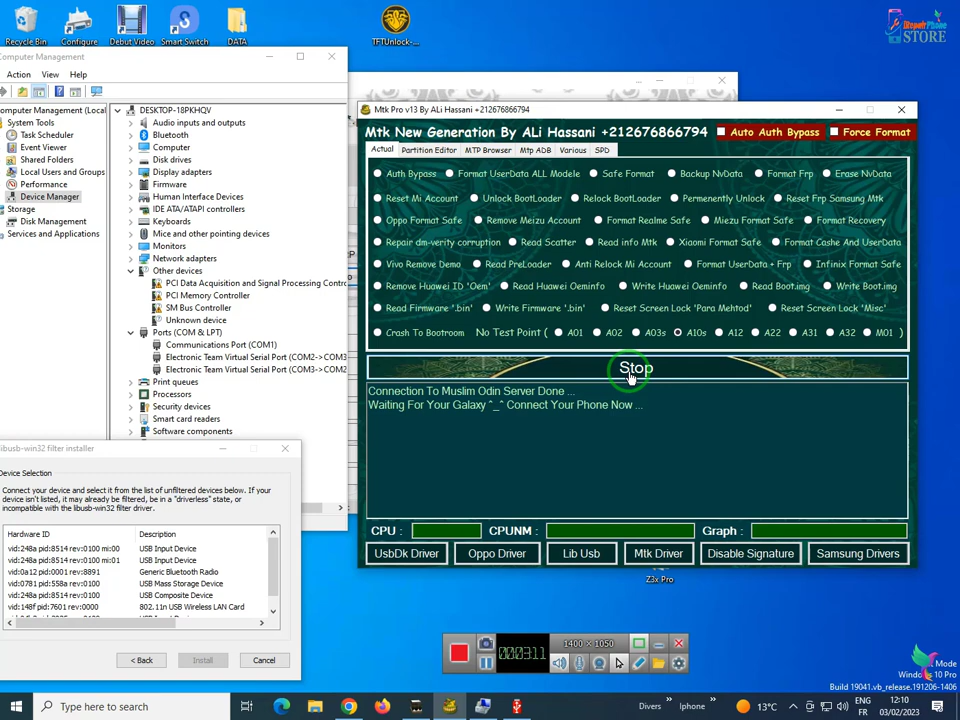 Recycle Bin
Configure
Debut Video
Smart Switch
DATA
TFTUnlock-...
Bitepair Phone
STORE
Computer Management
Action View Help
Computer Management (Local
System Tools
Task Scheduler
Event Viewer
Shared Folders
Local Users and Groups
Performance
Device Manager
Storage
Disk Management
Services and Applications
DESKTOP-18PKHQV
Audio inputs and outputs
Bluetooth
Computer
Disk drives
Display adapters
Firmware
Human Interface Devices
IDE ATA/ATAPI controllers
Keyboards
Mice and other pointing devices
Monitors
Network adapters
Other devices
PCI Data Acquisition and Signal Processing Contro
PCI Memory Controller
SM Bus Controller
Unknown device
Ports (COM & LPT)
Communications Port (COM1)
Electronic Team Virtual Serial Port (COM2->COM3
Electronic Team Virtual Serial Port (COM3->COM2
Print queues
Processors
Security devices
Smart card readers
Software components
libusb-win32 filter installer
Device Selection
Connect your device and select it from the list of unfiltered devices below. If your
device isn't listed, it may already be filtered, be in a "driverless" state, or
incompatible with the libusb-win32 filter driver.
Hardware ID Description
vid:248a pid:8514 rev:0100 mi:00 USB Input Device
vid:248a pid:8514 rev:0100 mi:01 USB Input Device
vid:0a12 pid:0001 rev:8891 Generic Bluetooth Radio
vid:0781 pid:558a rev:0100 USB Mass Storage Device
vid:248a pid:8514 rev:0100 USB Composite Device
vid:148f pid:7601 rev:0000 802.11n USB Wireless LAN Card
< Back Install Cancel
Mtk Pro v13 By ALi Hassani +212676866794
Mtk New Generation By ALi Hassani +212676866794 Auto Auth Bypass Force Format
Actual Partition Editor MTP Browser Mtp ADB Various SPD
Auth Bypass Format UserData ALL Modele Safe Format Backup NvData Format Frp Erase NvData
Reset Mi Account Unlock BootLoader Relock BootLoader Permenently Unlock Reset Frp Samsung Mtk
Oppo Format Safe Remove Meizu Account Format Realme Safe Miezu Format Safe Format Recovery
Repair dm-verity corruption Read Scatter Read info Mtk Xiaomi Format Safe Format Cashe And UserData
Vivo Remove Demo Read PreLoader Anti Relock Mi Account Format UserData + Frp Infinix Format Safe
Remove Huawei ID 'Oem' Read Huawei Oeminfo Write Huawei Oeminfo Read Boot.img Write Boot.img
Read Firmware '.bin' Write Firmware '.bin' Reset Screen Lock 'Para Mehtod' Reset Screen Lock 'Misc'
Crash To Bootroom No Test Point ( A01 A02 A03s A10s A12 A22 A31 A32 M01 )
Stop
Connection To Muslim Odin Server Done ...
Waiting For Your Galaxy ^_^ Connect Your Phone Now ...
CPU : CPUNM : Graph :
UsbDk Driver Oppo Driver Lib Usb Mtk Driver Disable Signature Samsung Drivers
Z3x Pro
00:03:11
1400 × 1050
Mode
Windows 10 Pro
Build 19041.vb_release.191206-1406
Type here to search
Divers » Iphone »
13°C
ENG
FR
12:10
03/02/2023